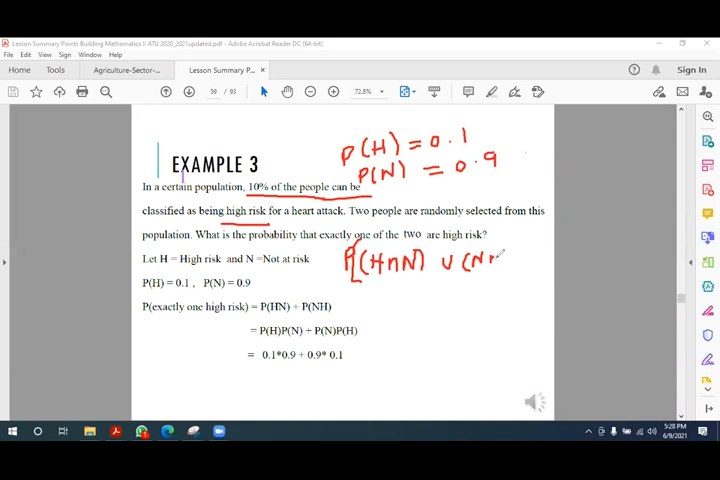 Lesson Summary Points Building Mathematics II ATU 2020_2021updated.pdf - Adobe Acrobat Reader DC (64-bit)
File Edit View Sign Window Help
Home Tools Agriculture-Sector-... Lesson Summary P... × Sign In
59 / 93 72.8%
P(H) = 0.1
EXAMPLE 3
P(N) = 0.9
In a certain population, 10% of the people can be
classified as being high risk for a heart attack. Two people are randomly selected from this
population. What is the probability that exactly one of the two are high risk?
Let H = High risk and N =Not at risk
P[(H∩N) ∪ (N
P(H) = 0.1 , P(N) = 0.9
P(exactly one high risk) = P(HN) + P(NH)
= P(H)P(N) + P(N)P(H)
= 0.1*0.9 + 0.9* 0.1
5:28 PM
6/9/2021